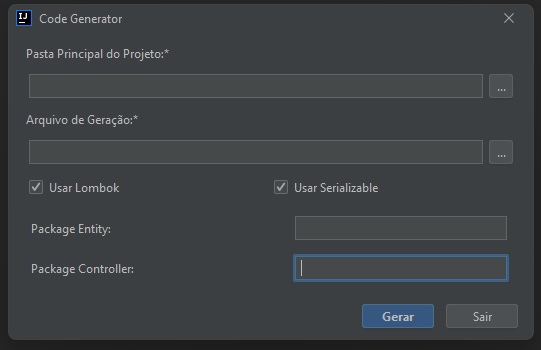 IJ
Code Generator
Pasta Principal do Projeto:*
...
Arquivo de Geração:*
...
Usar Lombok
Usar Serializable
Package Entity:
Package Controller:
Gerar
Sair